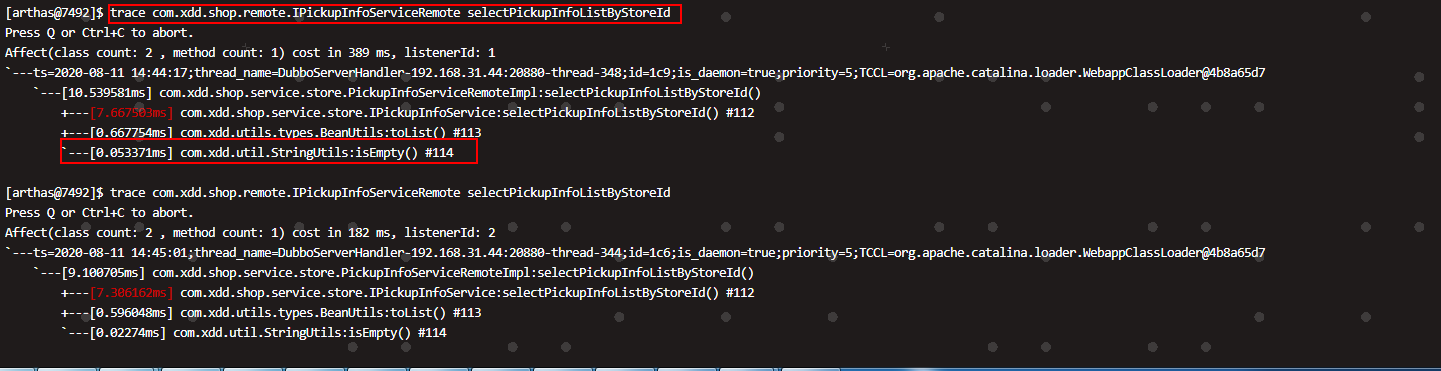 [arthas@7492]$ trace com.xdd.shop.remote.IPickupInfoServiceRemote selectPickupInfoListByStoreId
Press Q or Ctrl+C to abort.
Affect(class count: 2 , method count: 1) cost in 389 ms, listenerId: 1
`---ts=2020-08-11 14:44:17;thread_name=DubboServerHandler-192.168.31.44:20880-thread-348;id=1c9;is_daemon=true;priority=5;TCCL=org.apache.catalina.loader.WebappClassLoader@4b8a65d7
`---[10.539581ms] com.xdd.shop.service.store.PickupInfoServiceRemoteImpl:selectPickupInfoListByStoreId()
+---[7.667503ms] com.xdd.shop.service.store.IPickupInfoService:selectPickupInfoListByStoreId() #112
+---[0.667754ms] com.xdd.utils.types.BeanUtils:toList() #113
`---[0.053371ms] com.xdd.util.StringUtils:isEmpty() #114
[arthas@7492]$ trace com.xdd.shop.remote.IPickupInfoServiceRemote selectPickupInfoListByStoreId
Press Q or Ctrl+C to abort.
Affect(class count: 2 , method count: 1) cost in 182 ms, listenerId: 2
`---ts=2020-08-11 14:45:01;thread_name=DubboServerHandler-192.168.31.44:20880-thread-344;id=1c6;is_daemon=true;priority=5;TCCL=org.apache.catalina.loader.WebappClassLoader@4b8a65d7
`---[9.100705ms] com.xdd.shop.service.store.PickupInfoServiceRemoteImpl:selectPickupInfoListByStoreId()
+---[7.306162ms] com.xdd.shop.service.store.IPickupInfoService:selectPickupInfoListByStoreId() #112
+---[0.596048ms] com.xdd.utils.types.BeanUtils:toList() #113
`---[0.02274ms] com.xdd.util.StringUtils:isEmpty() #114